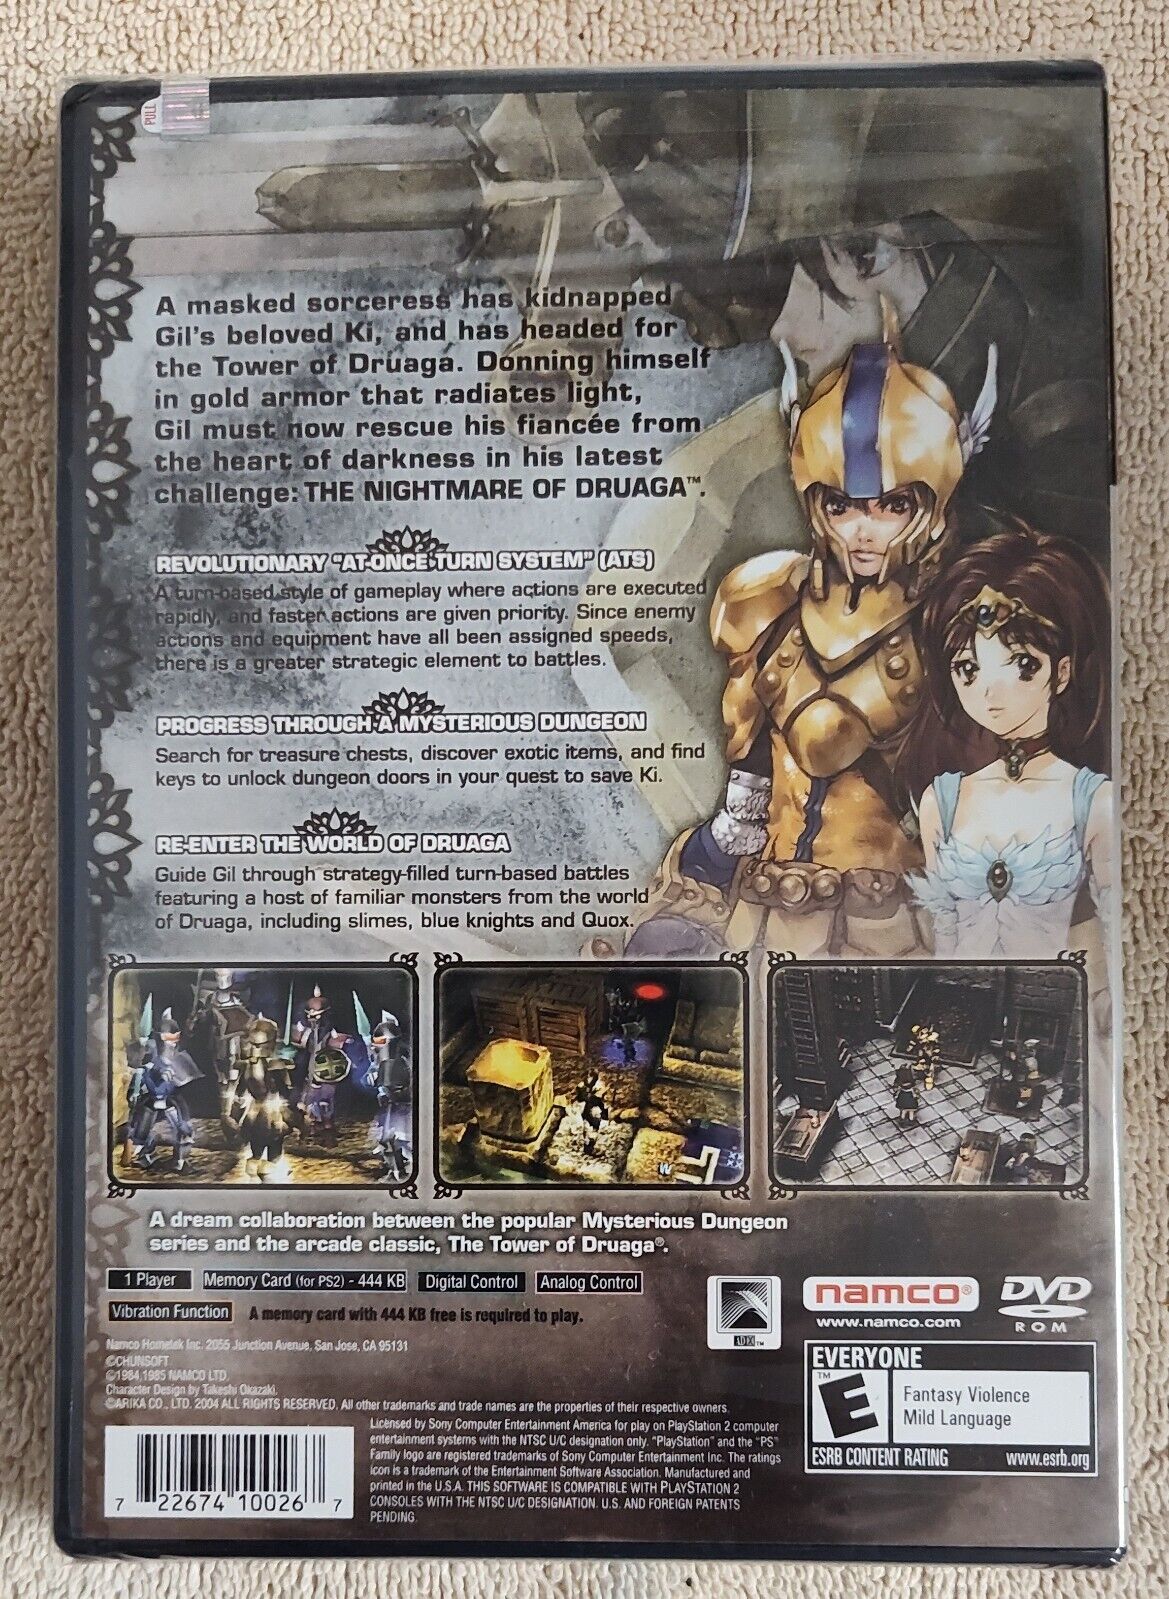 PULL
A masked sorceress has kidnapped
Gil's beloved Ki, and has headed for
the Tower of Druaga. Donning himself
in gold armor that radiates light,
Gil must now rescue his fiancée from
the heart of darkness in his latest
challenge: THE NIGHTMARE OF DRUAGA™.
REVOLUTIONARY "AT-ONCE TURN SYSTEM" (ATS)
A turn-based style of gameplay where actions are executed
rapidly, and faster actions are given priority. Since enemy
actions and equipment have all been assigned speeds,
there is a greater strategic element to battles.
PROGRESS THROUGH A MYSTERIOUS DUNGEON
Search for treasure chests, discover exotic items, and find
keys to unlock dungeon doors in your quest to save Ki.
RE-ENTER THE WORLD OF DRUAGA
Guide Gil through strategy-filled turn-based battles
featuring a host of familiar monsters from the world
of Druaga, including slimes, blue knights and Quox.
W
A dream collaboration between the popular Mysterious Dungeon
series and the arcade classic, The Tower of Druaga®.
1 Player Memory Card (for PS2) - 444 KB Digital Control Analog Control
Vibration Function A memory card with 444 KB free is required to play.
Namco Hometek Inc. 2055 Junction Avenue, San Jose, CA 95131
©CHUNSOFT
©1984,1985 NAMCO LTD.
Character Design by Takeshi Okazaki.
©ARIKA CO., LTD. 2004 ALL RIGHTS RESERVED. All other trademarks and trade names are the properties of their respective owners.
Licensed by Sony Computer Entertainment America for play on PlayStation 2 computer
entertainment systems with the NTSC U/C designation only. "PlayStation" and the "PS"
Family logo are registered trademarks of Sony Computer Entertainment Inc. The ratings
icon is a trademark of the Entertainment Software Association. Manufactured and
printed in the U.S.A. THIS SOFTWARE IS COMPATIBLE WITH PLAYSTATION 2
CONSOLES WITH THE NTSC U/C DESIGNATION. U.S. AND FOREIGN PATENTS
PENDING.
7 22674 10026 7
namco®
www.namco.com
DVD
ROM
EVERYONE
E™
Fantasy Violence
Mild Language
ESRB CONTENT RATING www.esrb.org